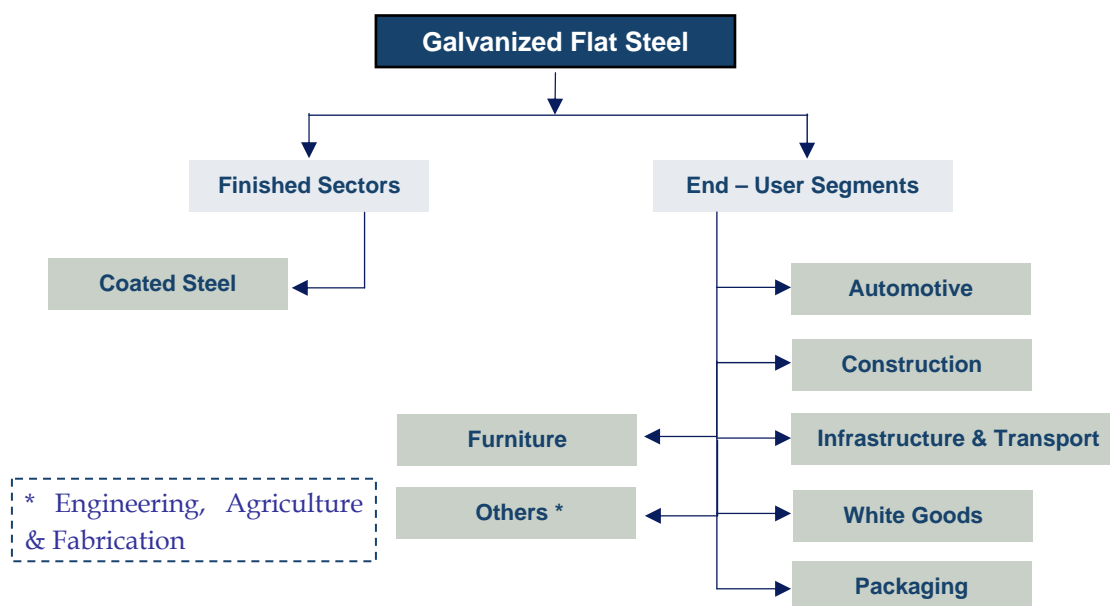 Galvanized Flat Steel
Finished Sectors
End – User Segments
Coated Steel
Automotive
Construction
Furniture
Infrastructure & Transport
* Engineering, Agriculture
& Fabrication
Others *
White Goods
Packaging